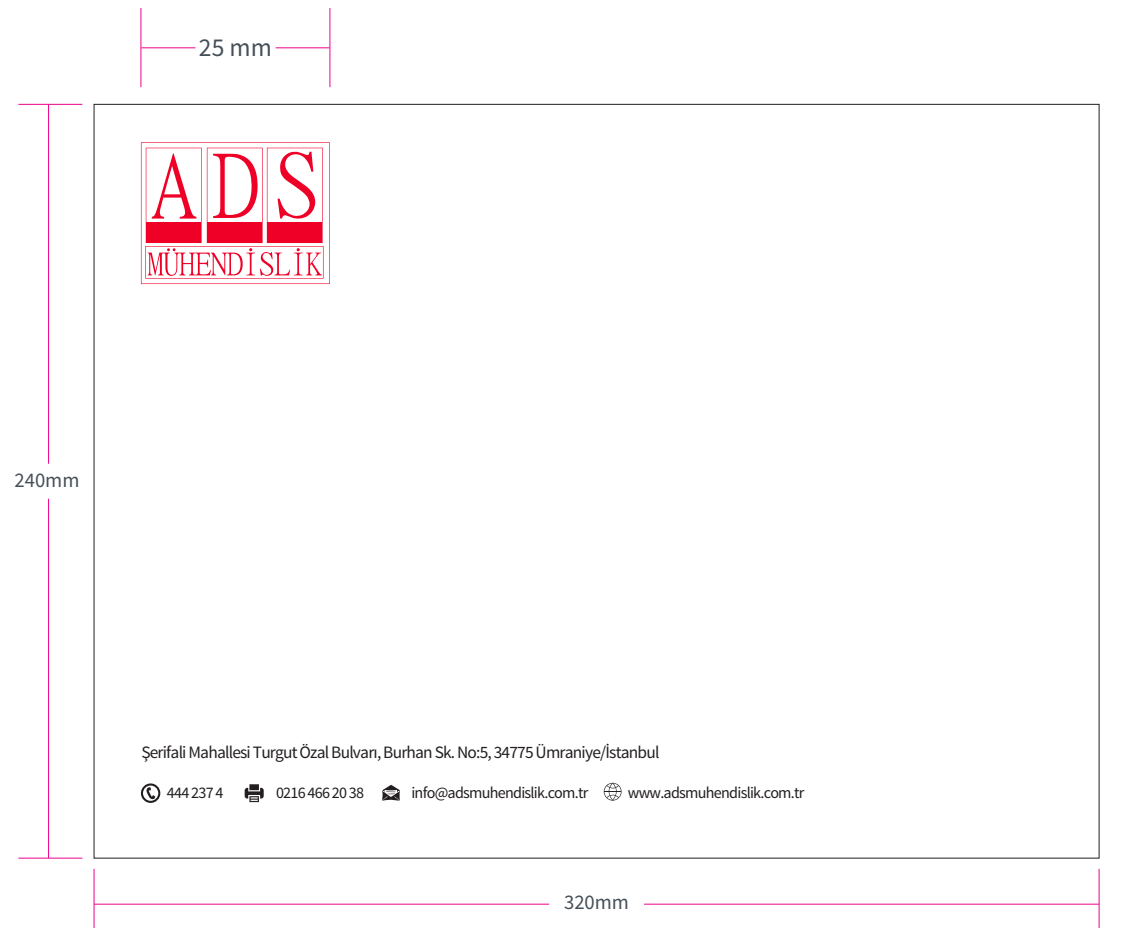 25 mm
ADS
MÜHENDİSLİK
240mm
Şerifali Mahallesi Turgut Özal Bulvarı, Burhan Sk. No:5, 34775 Ümraniye/İstanbul
444 237 4 0216 466 20 38 info@adsmuhendislik.com.tr www.adsmuhendislik.com.tr
320mm